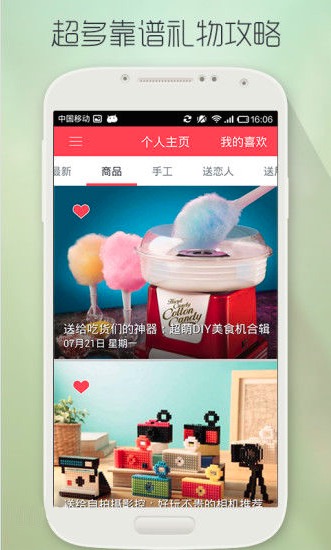 超多靠谱礼物攻略
中国移动
16:06
个人主页
我的喜欢
最新
商品
手工
送恋人
Hard Candy Cotton Candy
送给吃货们的神器：超萌DIY美食机合辑
07月21日 星期一
送给自拍摄影控：好玩不贵的相机推荐